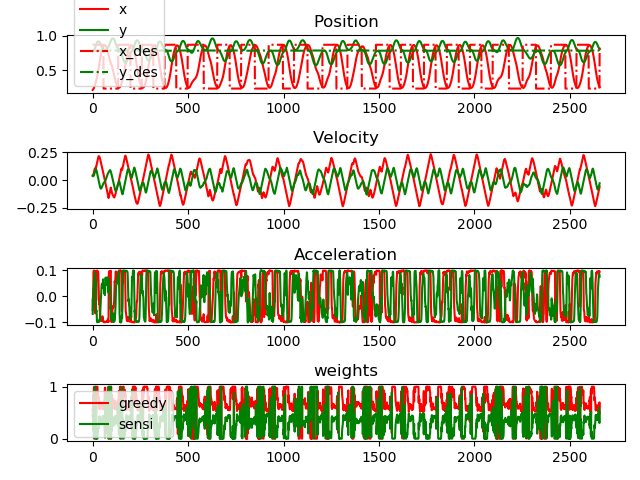 Position
x
y
x_des
y_des
1.0
0.5
0 500 1000 1500 2000 2500
Velocity
0.25
0.00
−0.25
0 500 1000 1500 2000 2500
Acceleration
0.1
0.0
−0.1
0 500 1000 1500 2000 2500
weights
greedy
sensi
1
0
0 500 1000 1500 2000 2500